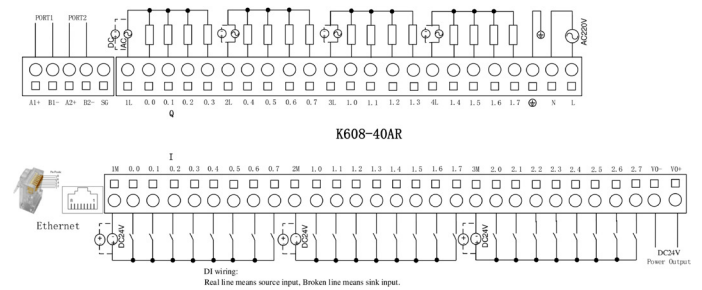 PORT1 PORT2
DC
AC
AC220V
A1+ B1- A2+ B2- SG 1L 0.0 0.1 0.2 0.3 2L 0.4 0.5 0.6 0.7 3L 1.0 1.1 1.2 1.3 4L 1.4 1.5 1.6 1.7 N L
Q
K608-40AR
I
1M 0.0 0.1 0.2 0.3 0.4 0.5 0.6 0.7 2M 1.0 1.1 1.2 1.3 1.4 1.5 1.6 1.7 3M 2.0 2.1 2.2 2.3 2.4 2.5 2.6 2.7 V0- V0+
Ethernet
DC24V
DC24V
DC24V
DC24V
Power Output
DI wiring:
Real line means source input, Broken line means sink input.